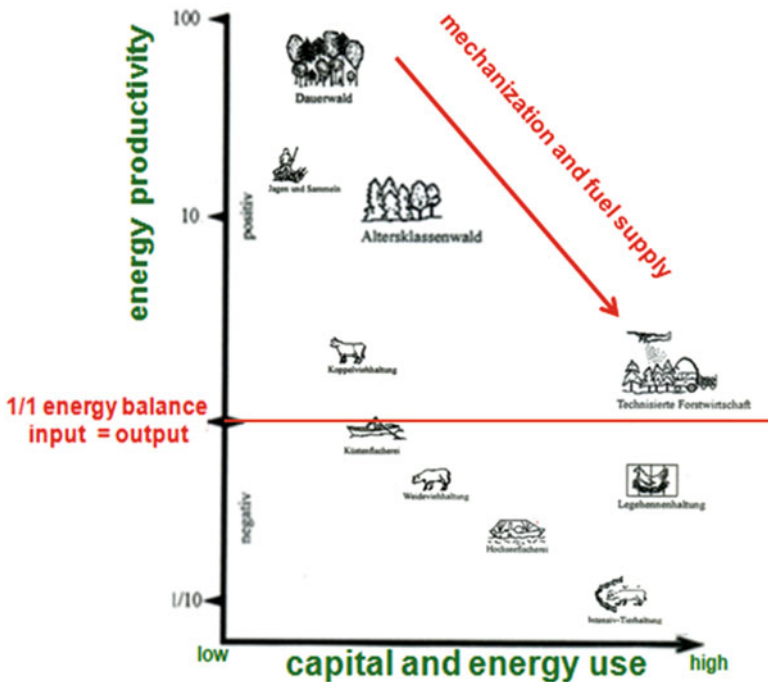 100
energy productivity
mechanization and fuel supply
Dauerwald
Jagen und Sammeln
positiv
10
Altersklassenwald
Koppelviehhaltung
Technisierte Forstwirtschaft
1/1 energy balance
input = output
Küstenfischerei
Weideviehhaltung
Legehennenhaltung
negativ
Hochseefischerei
1/10
Intensiv-Tierhaltung
low
capital and energy use
high